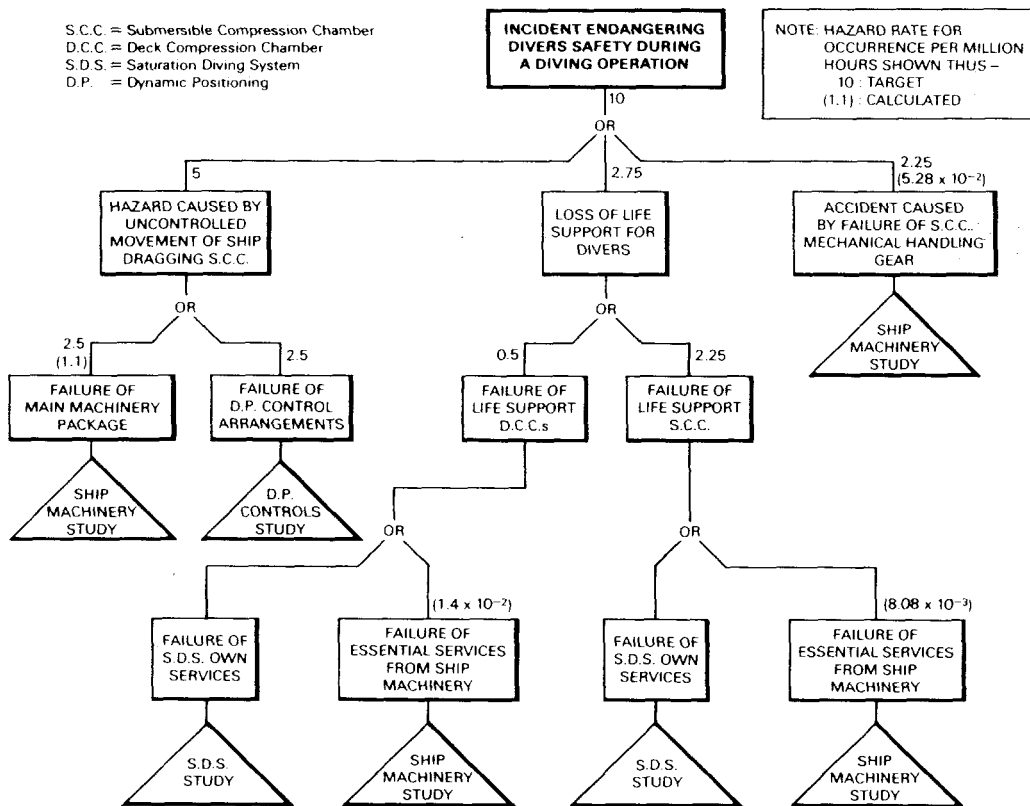 S.C.C. = Submersible Compression Chamber
D.C.C. = Deck Compression Chamber
S.D.S. = Saturation Diving System
D.P. = Dynamic Positioning
INCIDENT ENDANGERING
DIVERS SAFETY DURING
A DIVING OPERATION
NOTE: HAZARD RATE FOR
OCCURRENCE PER MILLION
HOURS SHOWN THUS –
10 : TARGET
(1.1) : CALCULATED
10
OR
5
2.75
2.25
(5.28 x 10⁻²)
HAZARD CAUSED BY
UNCONTROLLED
MOVEMENT OF SHIP
DRAGGING S.C.C.
LOSS OF LIFE
SUPPORT FOR
DIVERS
ACCIDENT CAUSED
BY FAILURE OF S.C.C.
MECHANICAL HANDLING
GEAR
OR
OR
SHIP
MACHINERY
STUDY
2.5
(1.1)
2.5
0.5
2.25
FAILURE OF
MAIN MACHINERY
PACKAGE
FAILURE OF
D.P. CONTROL
ARRANGEMENTS
FAILURE OF
LIFE SUPPORT
D.C.C.s
FAILURE OF
LIFE SUPPORT
S.C.C.
SHIP
MACHINERY
STUDY
D.P.
CONTROLS
STUDY
OR
OR
(1.4 x 10⁻²)
(8.08 x 10⁻³)
FAILURE OF
S.D.S. OWN
SERVICES
FAILURE OF
ESSENTIAL SERVICES
FROM SHIP
MACHINERY
FAILURE OF
S.D.S. OWN
SERVICES
FAILURE OF
ESSENTIAL SERVICES
FROM SHIP
MACHINERY
S.D.S.
STUDY
SHIP
MACHINERY
STUDY
S.D.S.
STUDY
SHIP
MACHINERY
STUDY